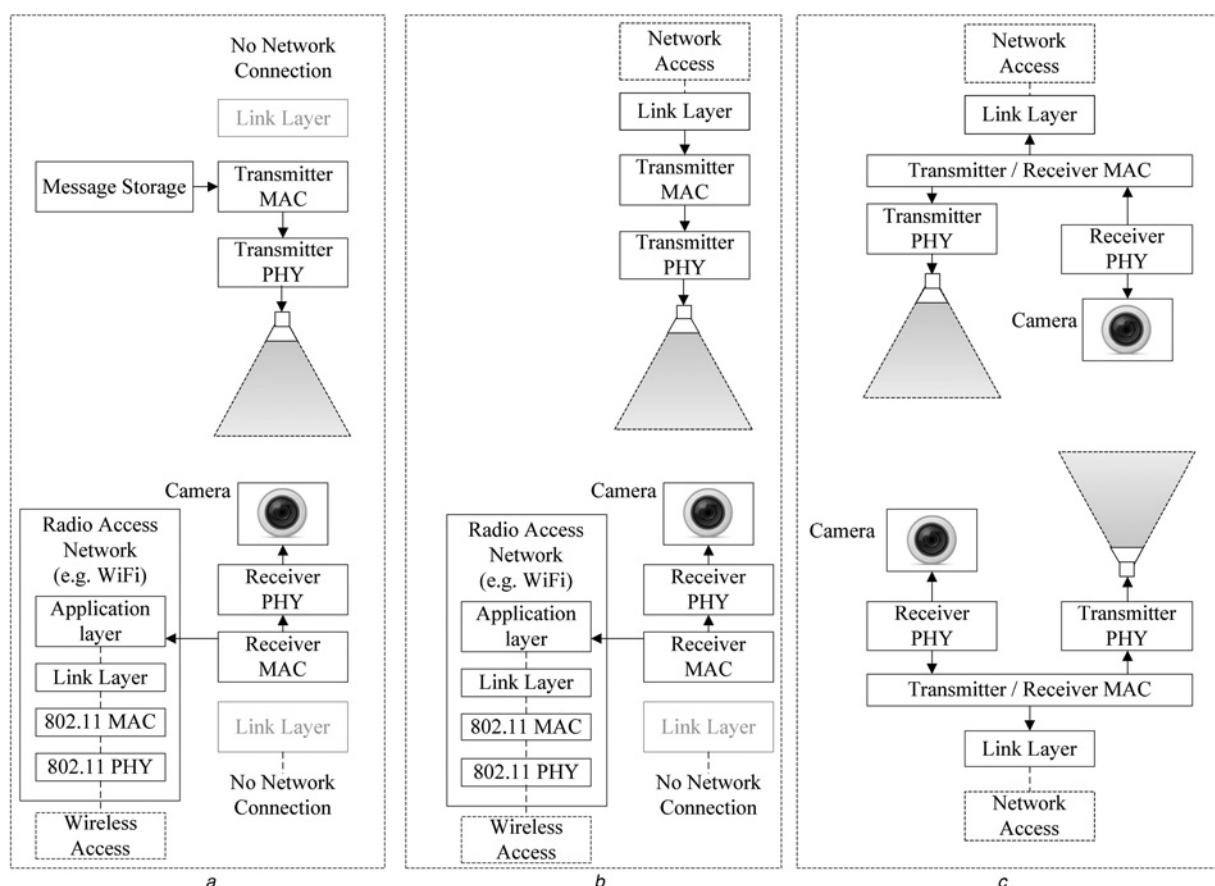 No Network
Connection
Link Layer
Message Storage
Transmitter
MAC
Transmitter
PHY
Camera
Radio Access
Network
(e.g. WiFi)
Application
layer
Link Layer
802.11 MAC
802.11 PHY
Wireless
Access
Receiver
PHY
Receiver
MAC
Link Layer
No Network
Connection
a
Network
Access
Link Layer
Transmitter
MAC
Transmitter
PHY
Camera
Radio Access
Network
(e.g. WiFi)
Application
layer
Link Layer
802.11 MAC
802.11 PHY
Wireless
Access
Receiver
PHY
Receiver
MAC
Link Layer
No Network
Connection
b
Network
Access
Link Layer
Transmitter / Receiver MAC
Transmitter
PHY
Receiver
PHY
Camera
Camera
Receiver
PHY
Transmitter
PHY
Transmitter / Receiver MAC
Link Layer
Network
Access
c